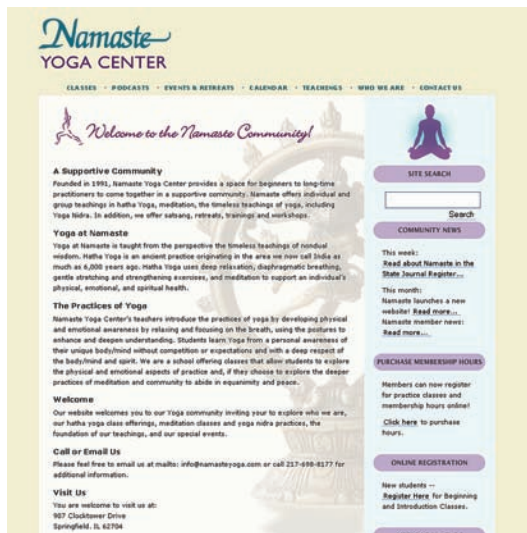 Namaste
YOGA CENTER
CLASSES • PODCASTS • EVENTS & RETREATS • CALENDAR • TEACHINGS • WHO WE ARE • CONTACT US
Welcome to the Namaste Community!
A Supportive Community
Founded in 1991, Namaste Yoga Center provides a space for beginners to long-time
practitioners to come together in a supportive community. Namaste offers individual and
group teachings in hatha Yoga, meditation, the timeless teachings of yoga, including
Yoga Nidra. In addition, we offer satsang, retreats, trainings and workshops.
Yoga at Namaste
Yoga at Namaste is taught from the perspective the timeless teachings of nondual
wisdom. Hatha Yoga is an ancient practice originating in the area we now call India as
much as 6,000 years ago. Hatha Yoga uses deep relaxation, diaphragmatic breathing,
gentle stretching and strengthening exercises, and meditation to support an individual's
physical, emotional, and spiritual health.
The Practices of Yoga
Namaste Yoga Center's teachers introduce the practices of yoga by developing physical
and emotional awareness by relaxing and focusing on the breath, using the postures to
enhance and deepen understanding. Students learn Yoga from a personal awareness of
their unique body/mind without competition or expectations and with a deep respect of
the body/mind and spirit. We are a school offering classes that allow students to explore
the physical and emotional aspects of practice and, if they choose to explore the deeper
practices of meditation and community to abide in equanimity and peace.
Welcome
Our website welcomes you to our Yoga community inviting your to explore who we are,
our hatha yoga class offerings, meditation classes and yoga nidra practices, the
foundation of our teachings, and our special events.
Call or Email Us
Please feel free to email us at mailto: info@namasteyoga.com or call 217-698-8177 for
additional information.
Visit Us
You are welcome to visit us at:
907 Clocktower Drive
Springfield, IL 62704
SITE SEARCH
Search
COMMUNITY NEWS
This week:
Read about Namaste in the
State Journal Register...
This month:
Namaste launches a new
website! Read more...
Namaste member news:
Read more...
PURCHASE MEMBERSHIP HOURS
Members can now register
for practice classes and
membership hours online!
Click here to purchase
hours.
ONLINE REGISTRATION
New students --
Register Here for Beginning
and Introduction Classes.